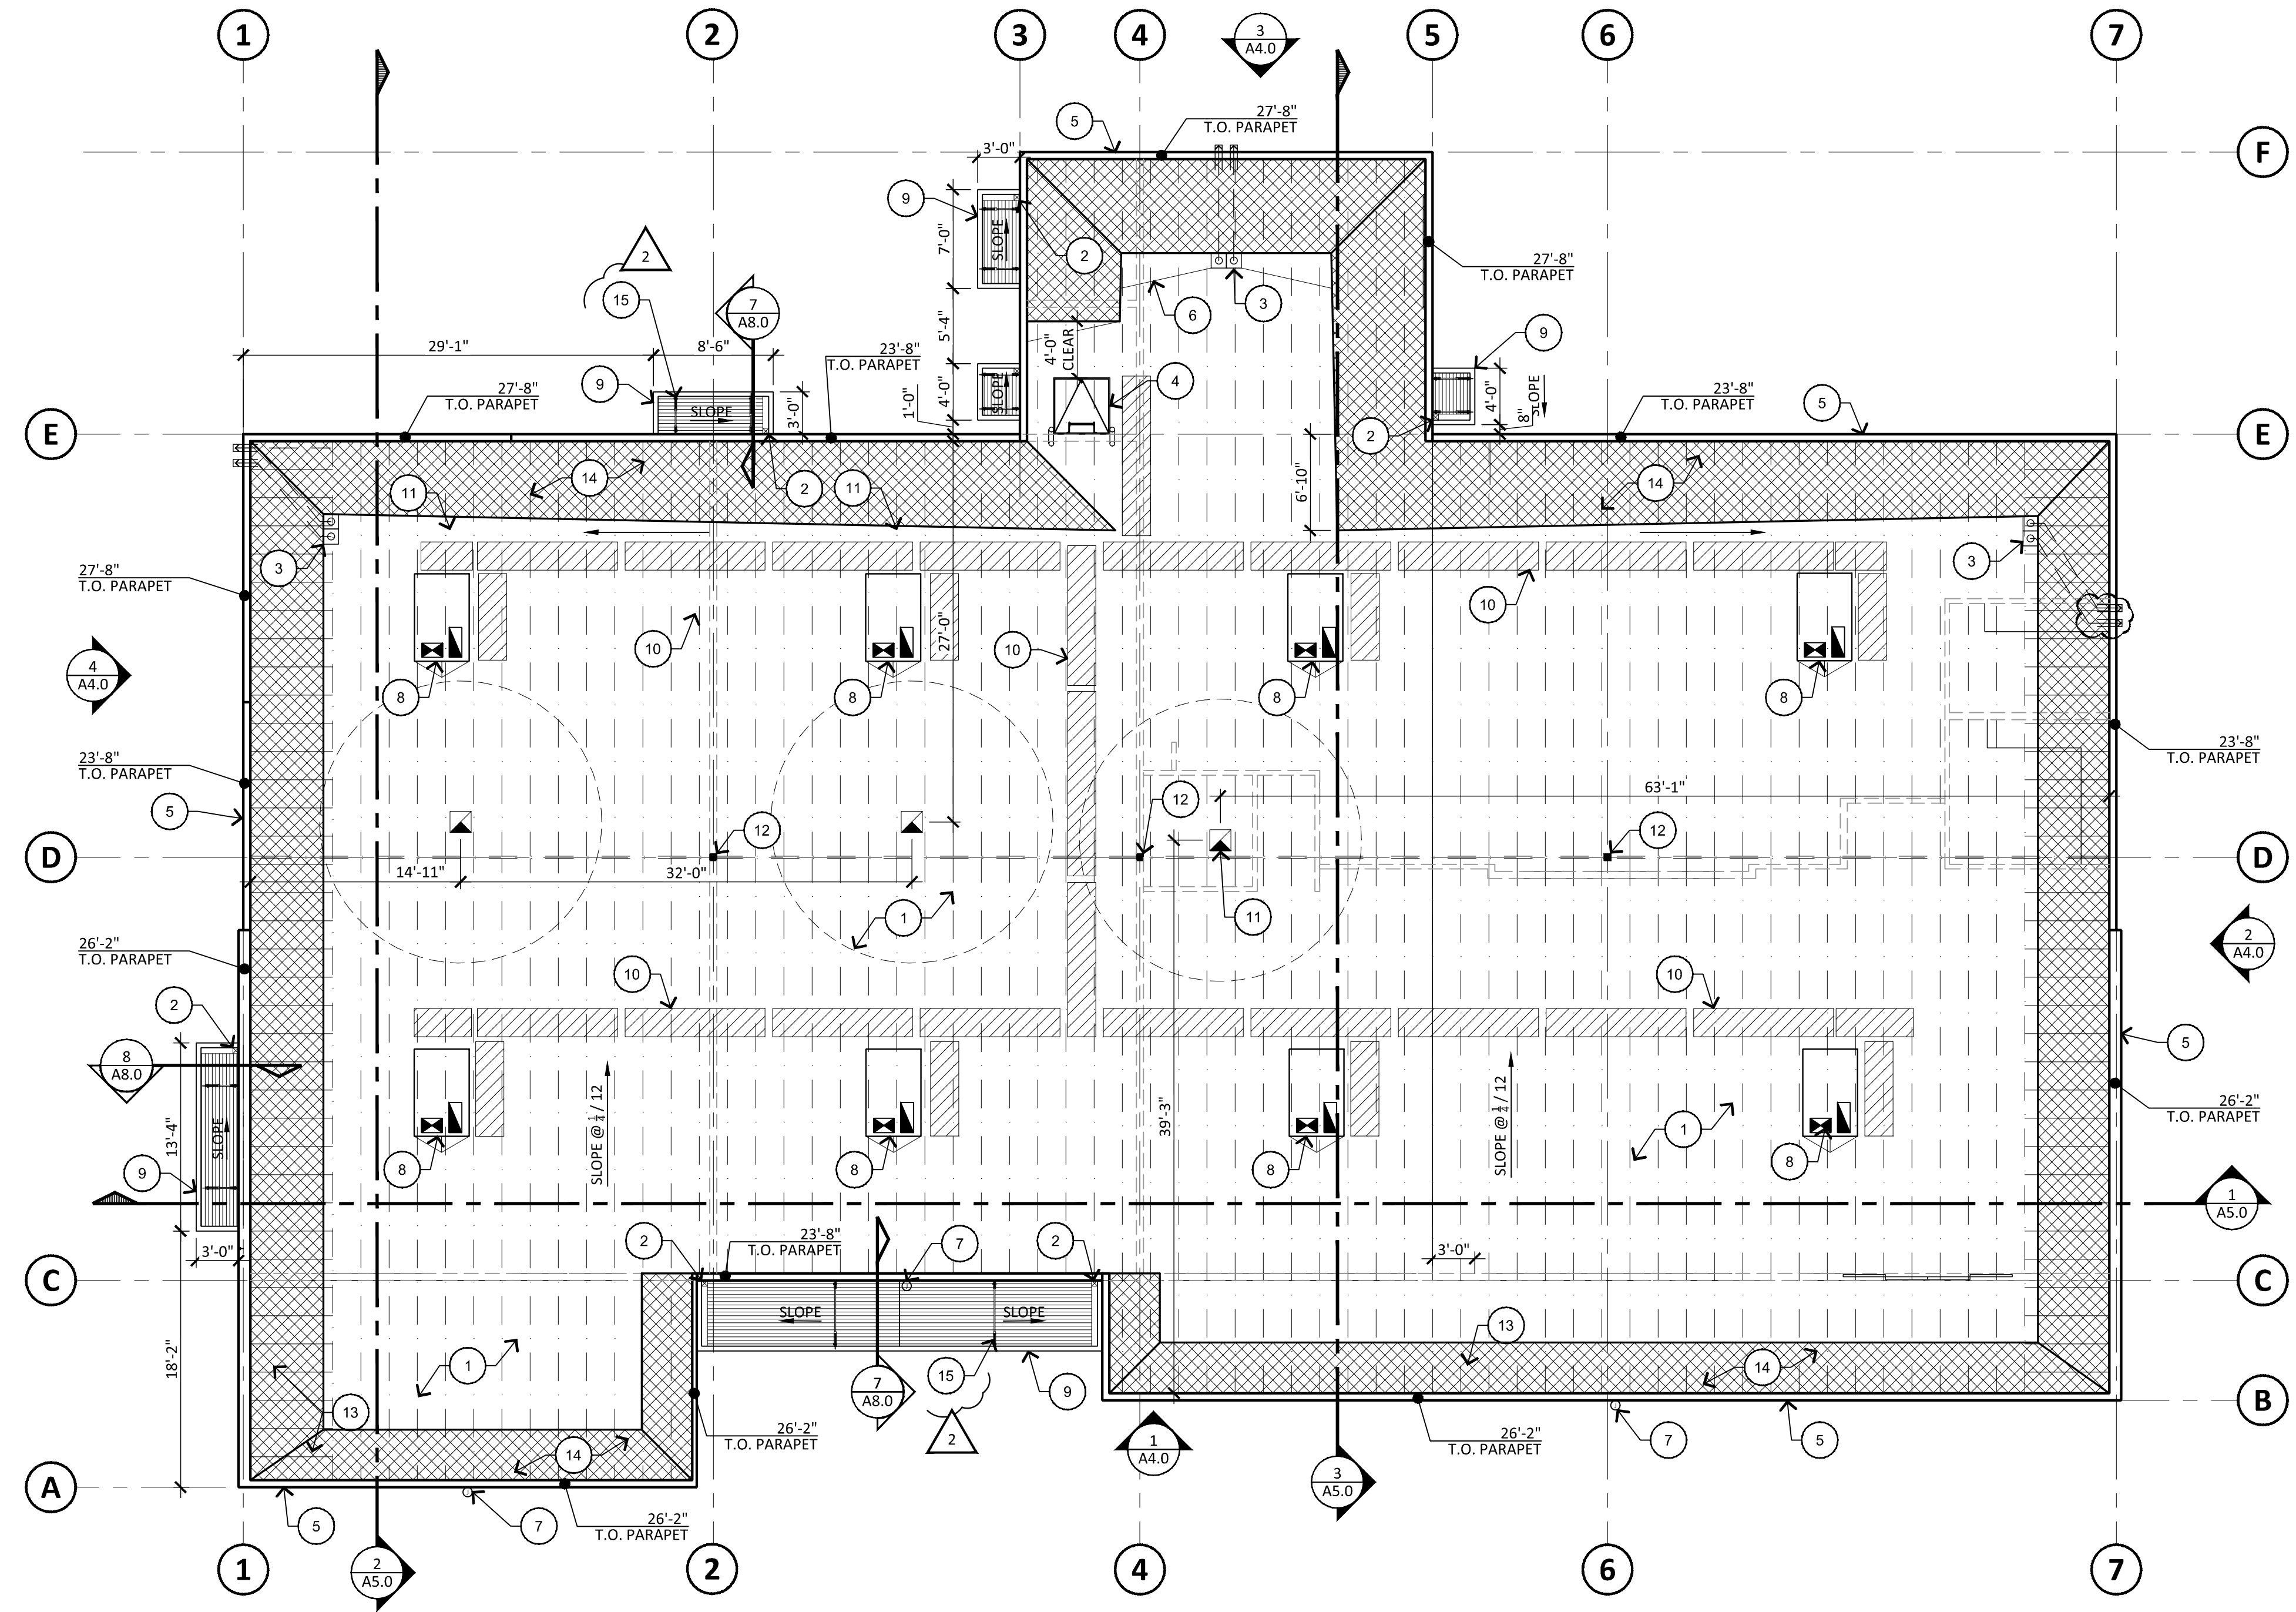 1
2
3
4
5
6
7
3
A4.0
5
27'-8"
T.O. PARAPET
F
3'-0"
9
SLOPE
7'-0"
2
27'-8"
T.O. PARAPET
2
15
7
A8.0
6
3
5'-4"
4'-0"
CLEAR
9
29'-1"
8'-6"
23'-8"
T.O. PARAPET
9
27'-8"
T.O. PARAPET
SLOPE
3'-0"
1'-0"
4'-0"
SLOPE
4
4'-0"
8"
SLOPE
23'-8"
T.O. PARAPET
5
E
2
E
11
14
2
11
6'-10"
14
3
3
27'-8"
T.O. PARAPET
10
27'-0"
10
10
4
A4.0
8
8
8
8
23'-8"
T.O. PARAPET
23'-8"
T.O. PARAPET
5
12
12
63'-1"
12
D
D
14'-11"
32'-0"
1
11
26'-2"
T.O. PARAPET
2
A4.0
10
10
2
5
8
A8.0
13'-4"
SLOPE
SLOPE @ 1/4 / 12
39'-3"
SLOPE @ 1/4 / 12
1
26'-2"
T.O. PARAPET
9
8
8
8
8
1
A5.0
3'-0"
2
23'-8"
T.O. PARAPET
7
2
3'-0"
C
C
SLOPE
SLOPE
18'-2"
1
13
15
9
7
A8.0
14
13
2
26'-2"
T.O. PARAPET
14
1
A4.0
26'-2"
T.O. PARAPET
7
5
B
A
3
A5.0
5
7
26'-2"
T.O. PARAPET
1
2
A5.0
2
4
6
7